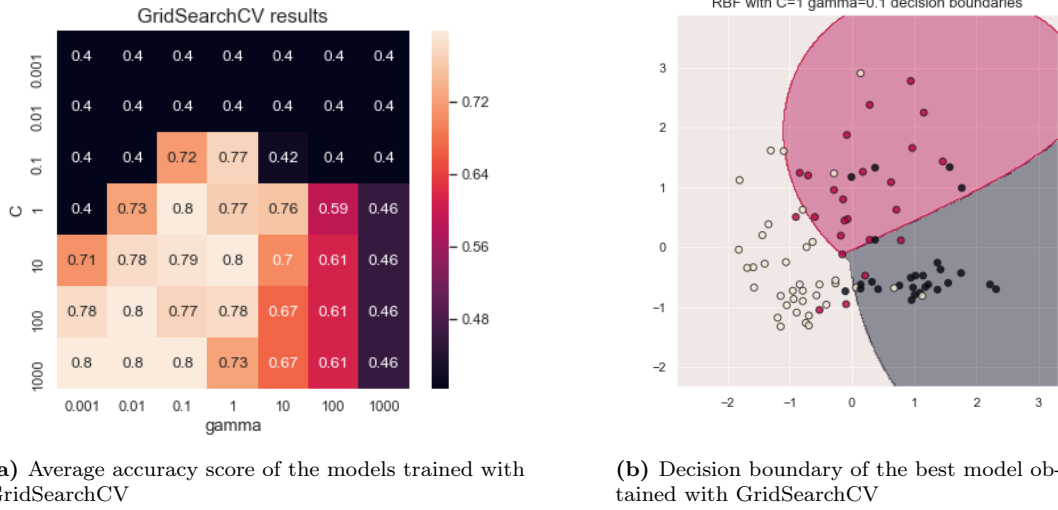 GridSearchCV results
0.001 0.4 0.4 0.4 0.4 0.4 0.4 0.4
0.01 0.4 0.4 0.4 0.4 0.4 0.4 0.4
0.1 0.4 0.4 0.72 0.77 0.42 0.4 0.4
C
1 0.4 0.73 0.8 0.77 0.76 0.59 0.46
10 0.71 0.78 0.79 0.8 0.7 0.61 0.46
100 0.78 0.8 0.77 0.78 0.67 0.61 0.46
1000 0.8 0.8 0.8 0.73 0.67 0.61 0.46
0.001 0.01 0.1 1 10 100 1000
gamma
0.72
0.64
0.56
0.48
(a) Average accuracy score of the models trained with
GridSearchCV
RBF with C=1 gamma=0.1 decision boundaries
3
2
1
0
−1
−2
−2 −1 0 1 2 3
(b) Decision boundary of the best model ob-
tained with GridSearchCV